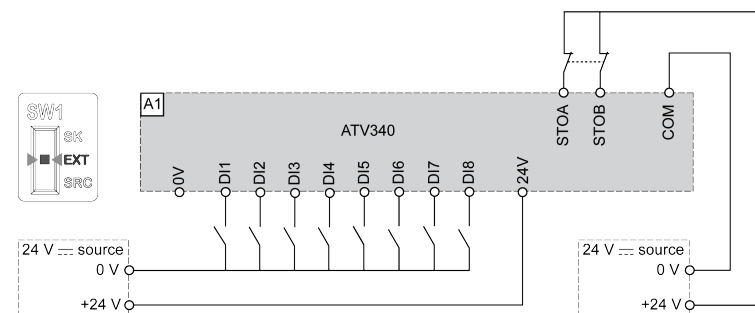 STOA
STOB
COM
A1
ATV340
SW1
SK
EXT
SRC
0V
DI1
DI2
DI3
DI4
DI5
DI6
DI7
DI8
24V
24 V source
0 V
+24 V
24 V source
0 V
+24 V